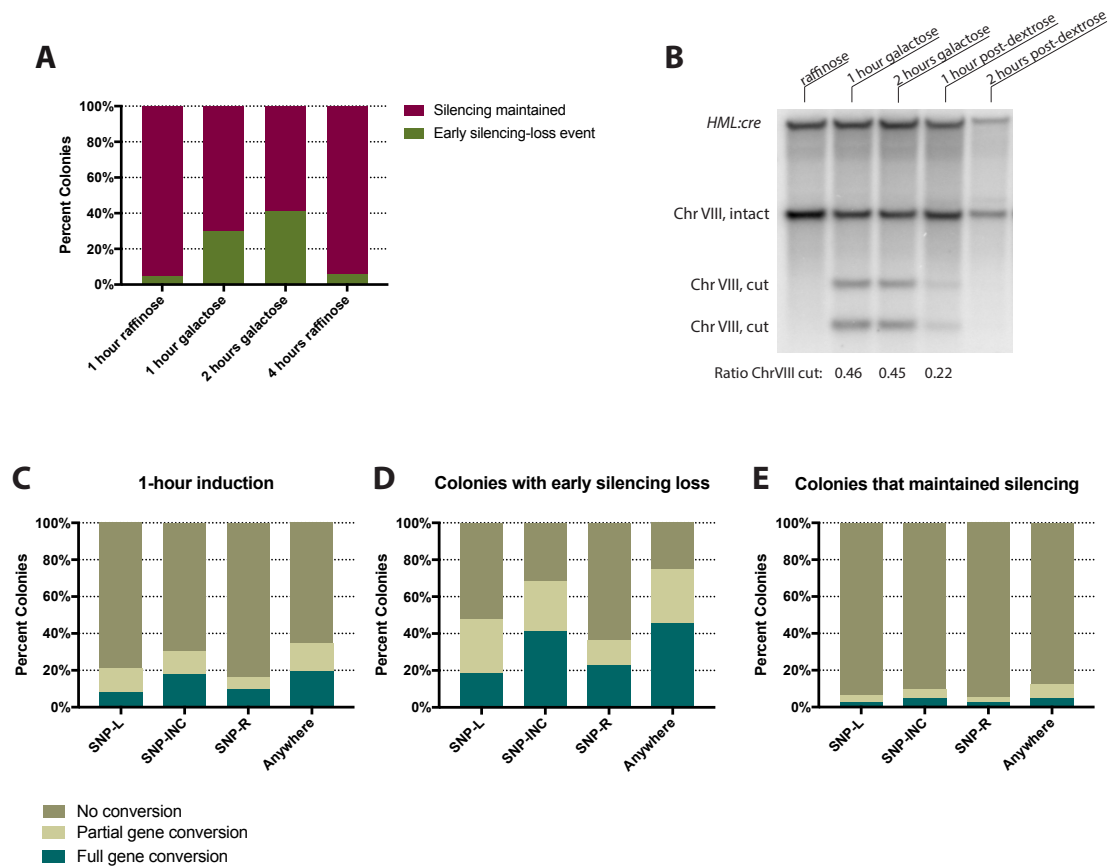 A
100%
80%
60%
40%
20%
0%
Percent Colonies
1 hour raffinose
1 hour galactose
2 hours galactose
4 hours raffinose
Silencing maintained
Early silencing-loss event
B
raffinose
1 hour galactose
2 hours galactose
1 hour post-dextrose
2 hours post-dextrose
HML:cre
Chr VIII, intact
Chr VIII, cut
Chr VIII, cut
Ratio ChrVIII cut: 0.46 0.45 0.22
C
1-hour induction
100%
80%
60%
40%
20%
0%
Percent Colonies
SNP-L
SNP-INC
SNP-R
Anywhere
D
Colonies with early silencing loss
100%
80%
60%
40%
20%
0%
Percent Colonies
SNP-L
SNP-INC
SNP-R
Anywhere
E
Colonies that maintained silencing
100%
80%
60%
40%
20%
0%
Percent Colonies
SNP-L
SNP-INC
SNP-R
Anywhere
No conversion
Partial gene conversion
Full gene conversion